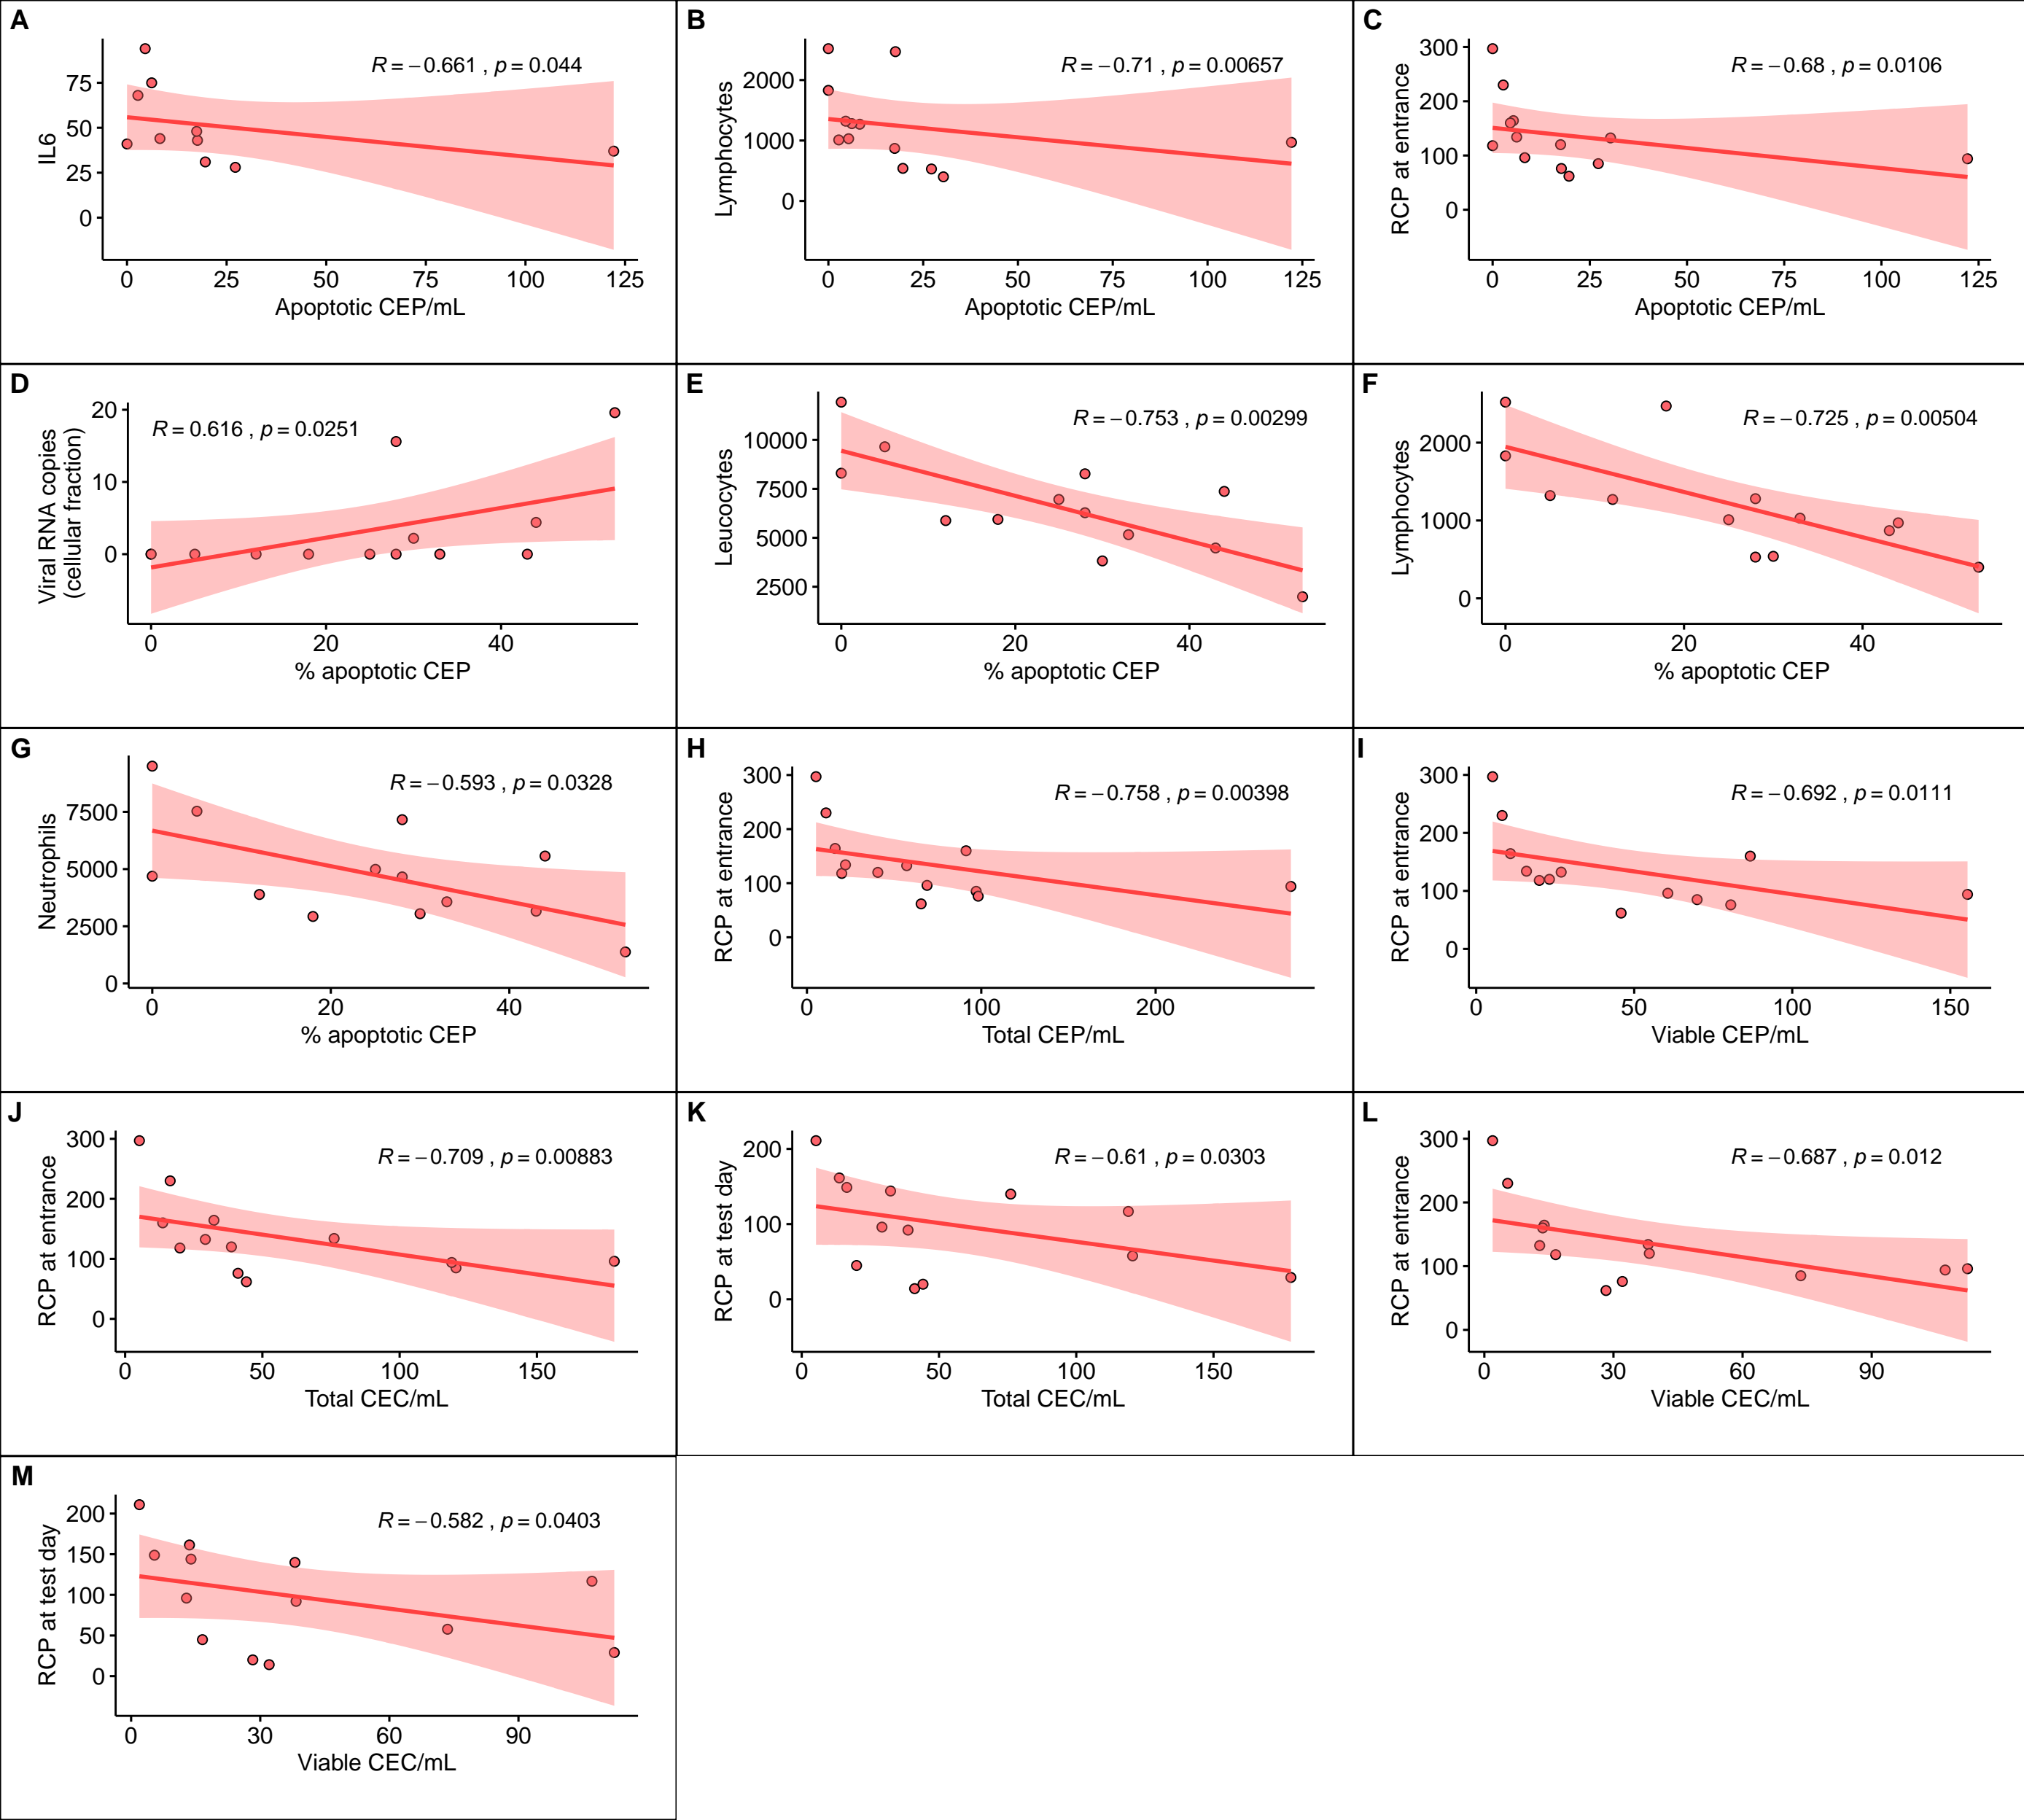 A
R = −0.661 , p = 0.044
IL6
75
50
25
0
0 25 50 75 100 125
Apoptotic CEP/mL
B
R = −0.71 , p = 0.00657
Lymphocytes
2000
1000
0
0 25 50 75 100 125
Apoptotic CEP/mL
C
R = −0.68 , p = 0.0106
RCP at entrance
300
200
100
0
0 25 50 75 100 125
Apoptotic CEP/mL
D
R = 0.616 , p = 0.0251
Viral RNA copies
(cellular fraction)
20
10
0
0 20 40
% apoptotic CEP
E
R = −0.753 , p = 0.00299
Leucocytes
10000
7500
5000
2500
0 20 40
% apoptotic CEP
F
R = −0.725 , p = 0.00504
Lymphocytes
2000
1000
0
0 20 40
% apoptotic CEP
G
R = −0.593 , p = 0.0328
Neutrophils
7500
5000
2500
0
0 20 40
% apoptotic CEP
H
R = −0.758 , p = 0.00398
RCP at entrance
300
200
100
0
0 100 200
Total CEP/mL
I
R = −0.692 , p = 0.0111
RCP at entrance
300
200
100
0
0 50 100 150
Viable CEP/mL
J
R = −0.709 , p = 0.00883
RCP at entrance
300
200
100
0
0 50 100 150
Total CEC/mL
K
R = −0.61 , p = 0.0303
RCP at test day
200
100
0
0 50 100 150
Total CEC/mL
L
R = −0.687 , p = 0.012
RCP at entrance
300
200
100
0
0 30 60 90
Viable CEC/mL
M
R = −0.582 , p = 0.0403
RCP at test day
200
150
100
50
0
0 30 60 90
Viable CEC/mL